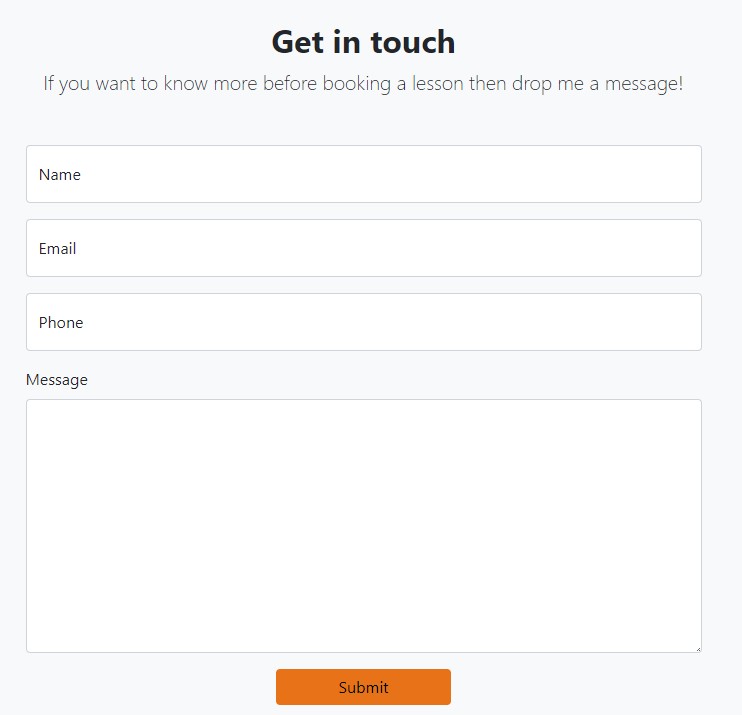 Get in touch
If you want to know more before booking a lesson then drop me a message!
Name
Email
Phone
Message
Submit